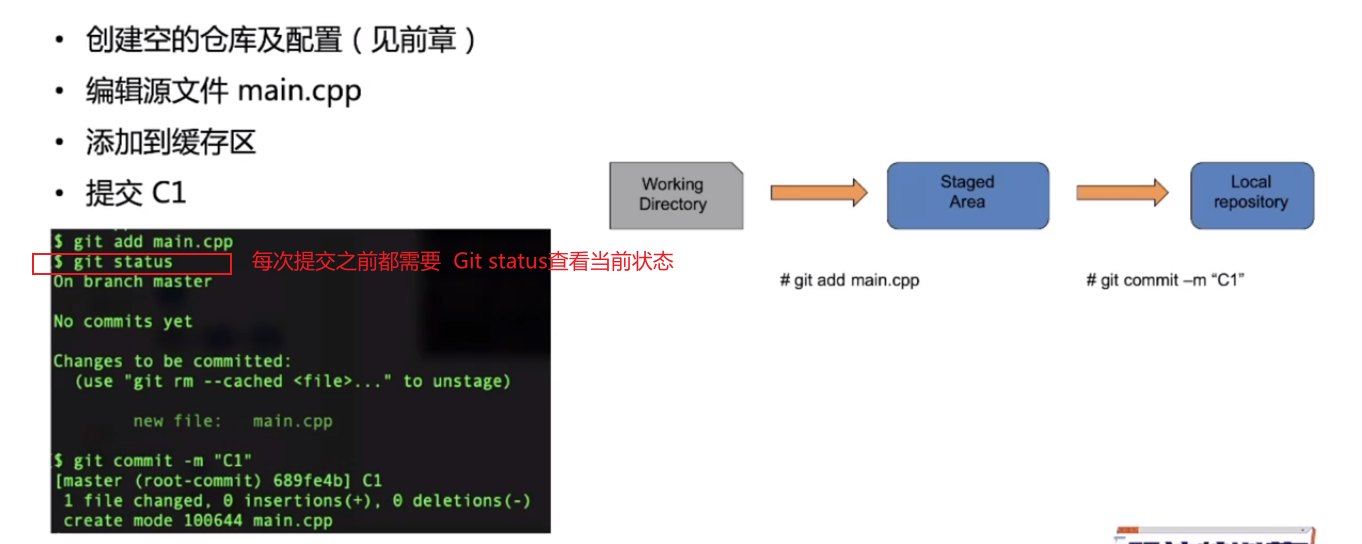 • 创建空的仓库及配置（见前章）
• 编辑源文件 main.cpp
• 添加到缓存区
• 提交 C1
$ git add main.cpp
$ git status
每次提交之前都需要 Git status查看当前状态
On branch master
No commits yet
Changes to be committed:
(use "git rm --cached <file>..." to unstage)
new file: main.cpp
$ git commit -m "C1"
[master (root-commit) 689fe4b] C1
1 file changed, 0 insertions(+), 0 deletions(-)
create mode 100644 main.cpp
Working
Directory
Staged
Area
Local
repository
# git add main.cpp
# git commit –m “C1”